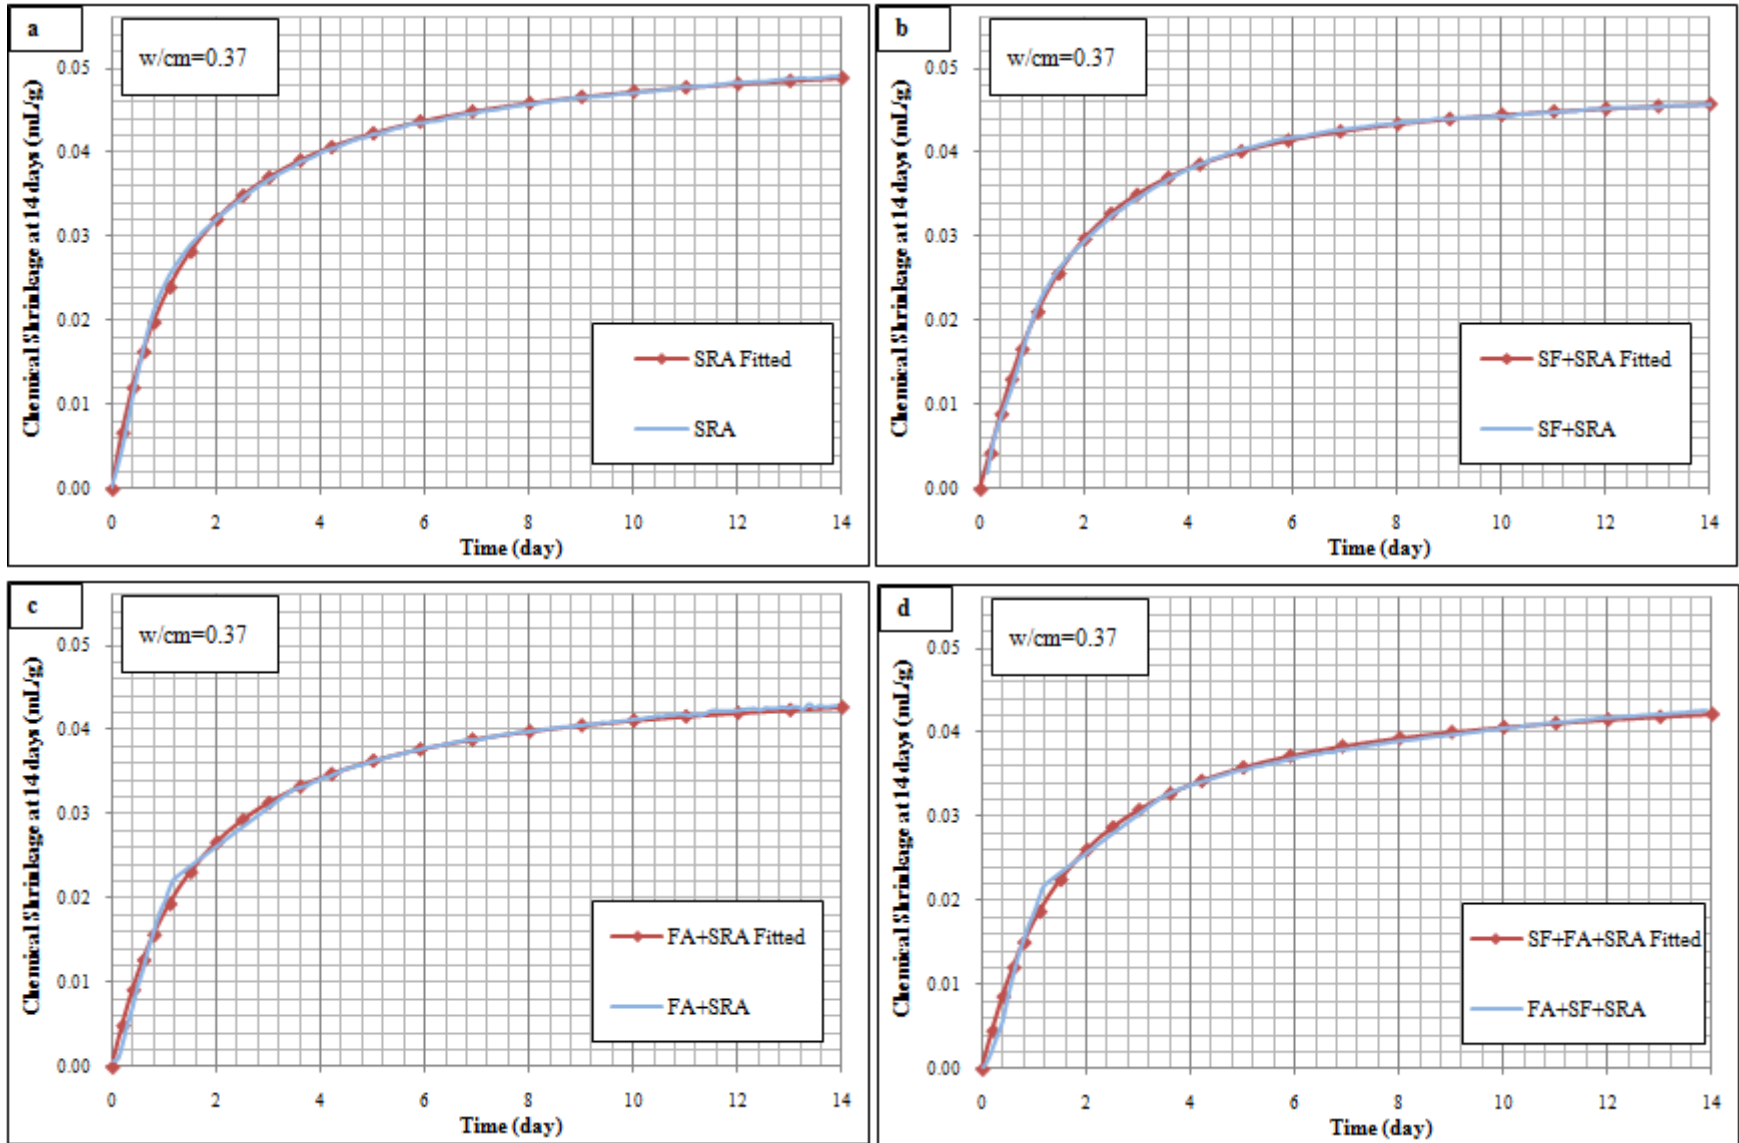 a
w/cm=0.37
Chemical Shrinkage at 14 days (mL/g)
0.05
0.04
0.03
0.02
0.01
0.00
SRA Fitted
SRA
0 2 4 6 8 10 12 14
Time (day)
b
w/cm=0.37
Chemical Shrinkage at 14 days (mL/g)
0.05
0.04
0.03
0.02
0.01
0.00
SF+SRA Fitted
SF+SRA
0 2 4 6 8 10 12 14
Time (day)
c
w/cm=0.37
Chemical Shrinkage at 14 days (mL/g)
0.05
0.04
0.03
0.02
0.01
0.00
FA+SRA Fitted
FA+SRA
0 2 4 6 8 10 12 14
Time (day)
d
w/cm=0.37
Chemical Shrinkage at 14 days (mL/g)
0.05
0.04
0.03
0.02
0.01
0.00
SF+FA+SRA Fitted
FA+SF+SRA
0 2 4 6 8 10 12 14
Time (day)